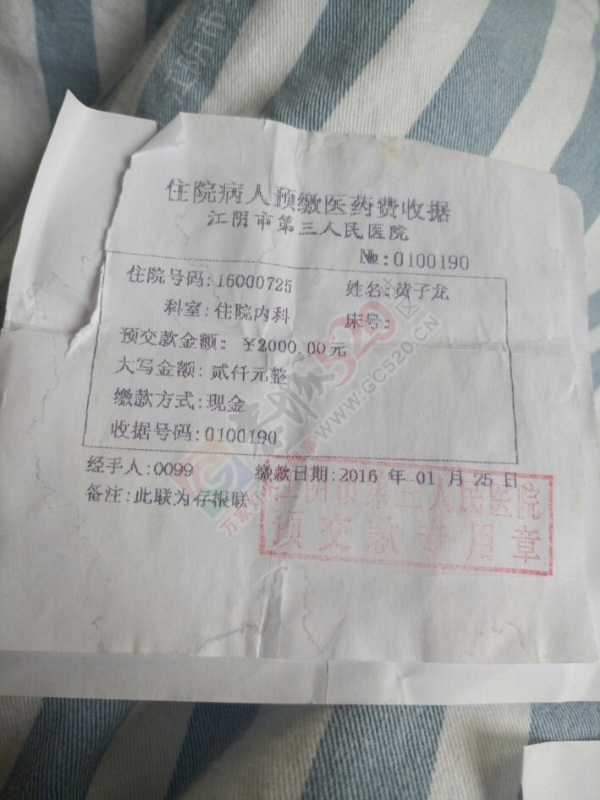 住院病人预缴医药费收据
江阴市第三人民医院
№:0100190
住院号码:16000725 姓名:黄子龙
科室:住院内科 床号:
预交款金额:￥2000.00元
大写金额:贰仟元整
缴款方式:现金
收据号码:0100190
经手人:0099 缴款日期:2016 年 01 月 25 日
备注:此联为存报联
江阴市第三人民医院
预交款专用章
WWW.GC520.CN